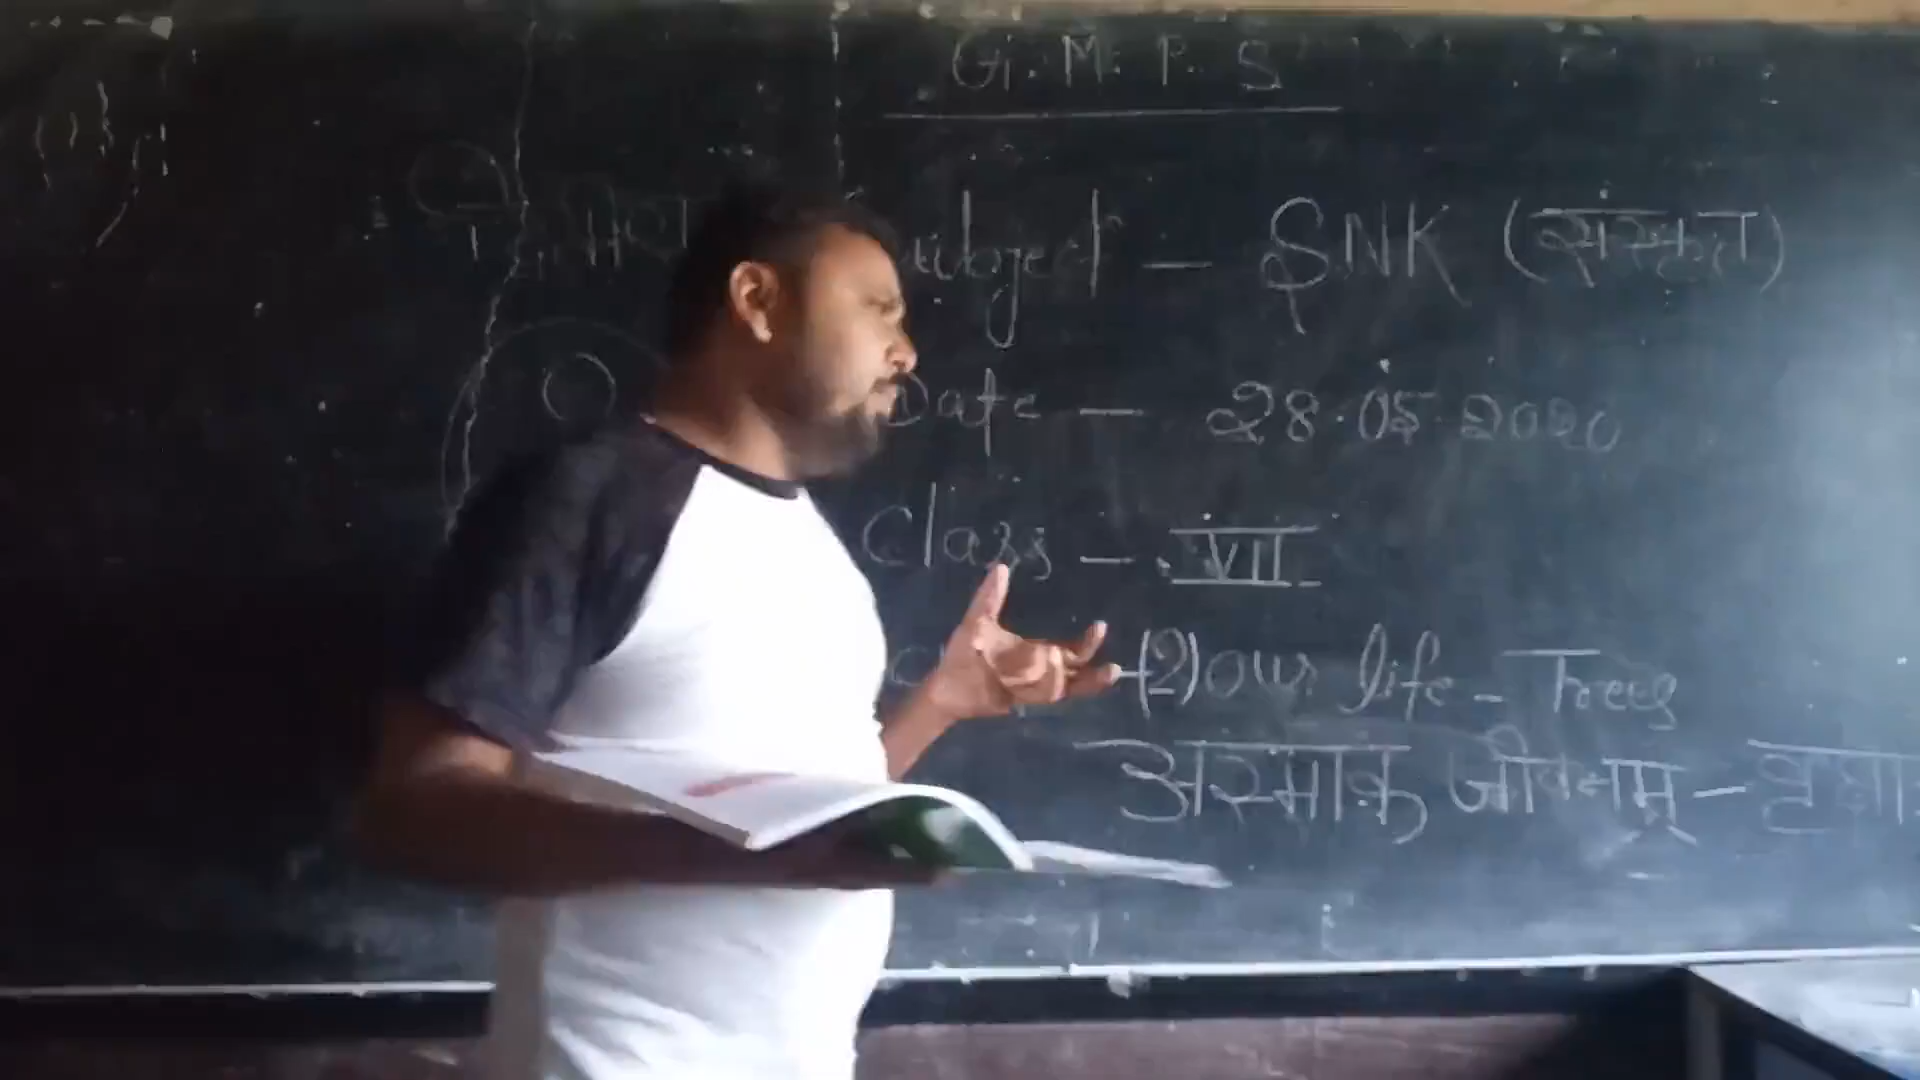 G. M. P. S
Subject - SNK (संस्कृत)
Date - 28.05.2020
Class - VII
(2) Our life - Trees
अस्माक जीवनम् -